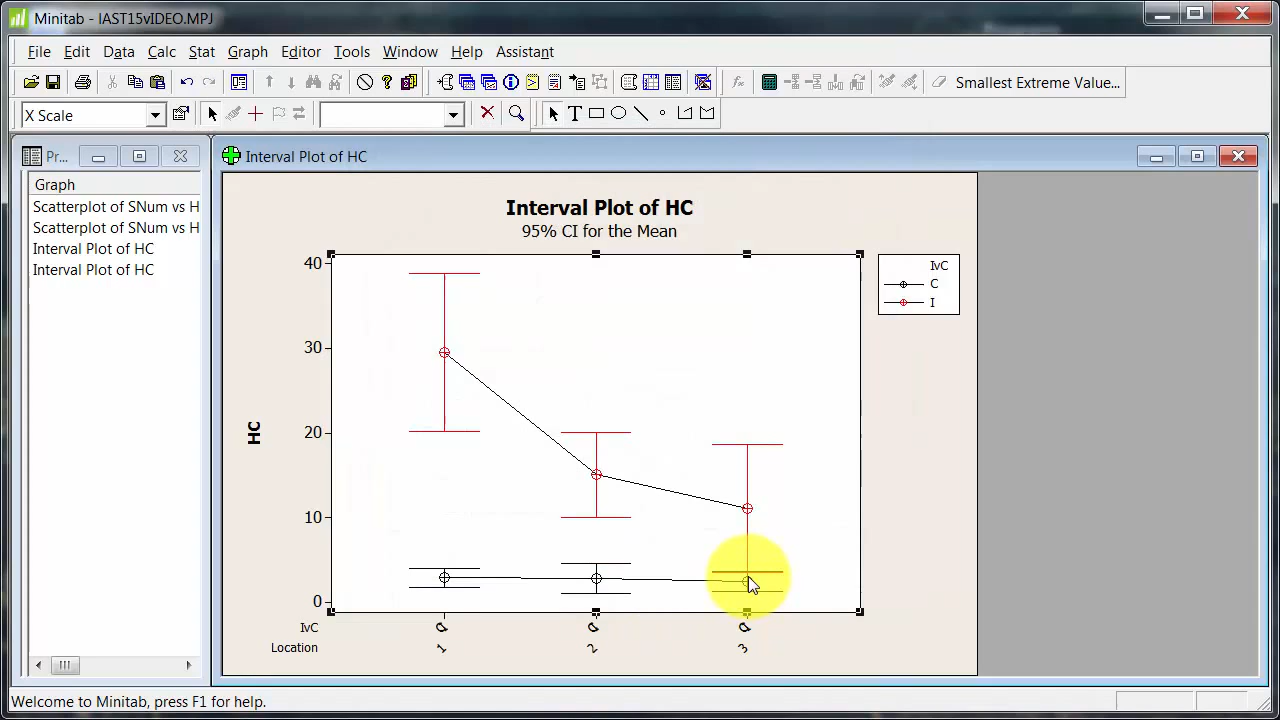 Minitab - IAST15vIDEO.MPJ
File Edit Data Calc Stat Graph Editor Tools Window Help Assistant
Smallest Extreme Value...
X Scale
Pr...
Interval Plot of HC
Graph
Scatterplot of SNum vs H
Scatterplot of SNum vs H
Interval Plot of HC
Interval Plot of HC
Interval Plot of HC
95% CI for the Mean
IvC
C
I
40
30
20
10
0
HC
IvC
Location 1 2 3
Welcome to Minitab, press F1 for help.